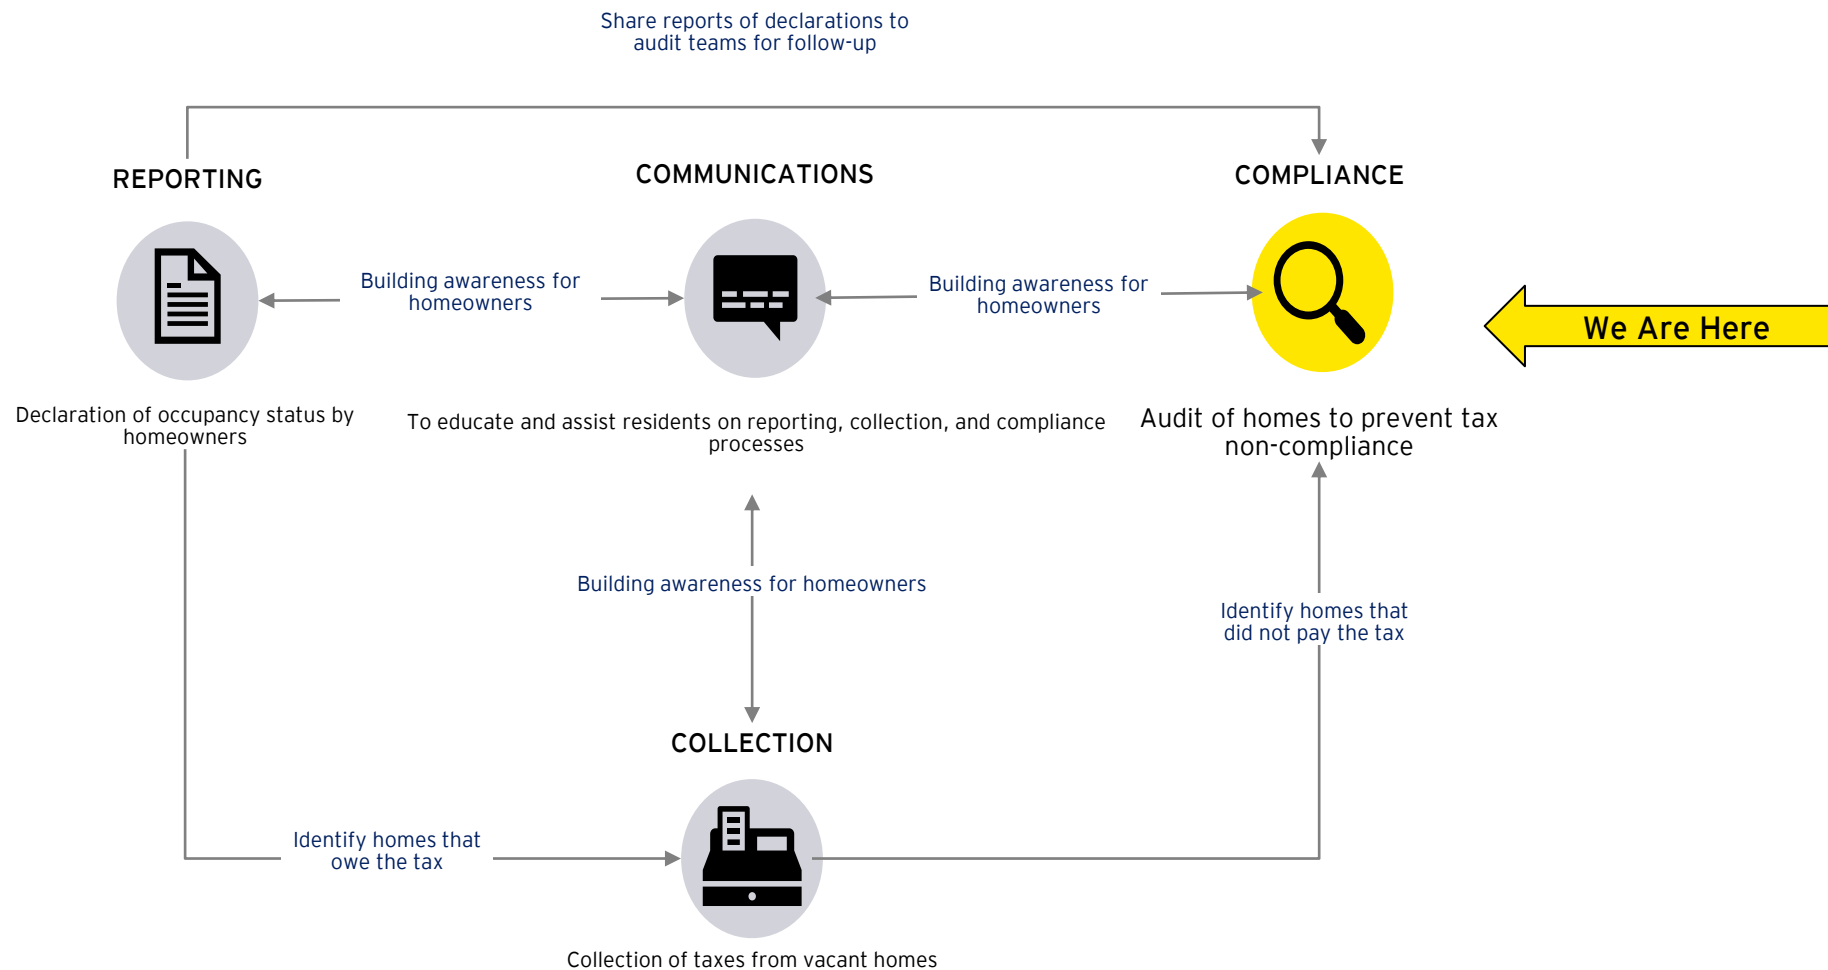 Share reports of declarations to
audit teams for follow-up
REPORTING
COMMUNICATIONS
COMPLIANCE
Building awareness for
homeowners
Building awareness for
homeowners
We Are Here
Declaration of occupancy status by
homeowners
To educate and assist residents on reporting, collection, and compliance
processes
Audit of homes to prevent tax
non-compliance
Building awareness for homeowners
Identify homes that
did not pay the tax
COLLECTION
Identify homes that
owe the tax
Collection of taxes from vacant homes